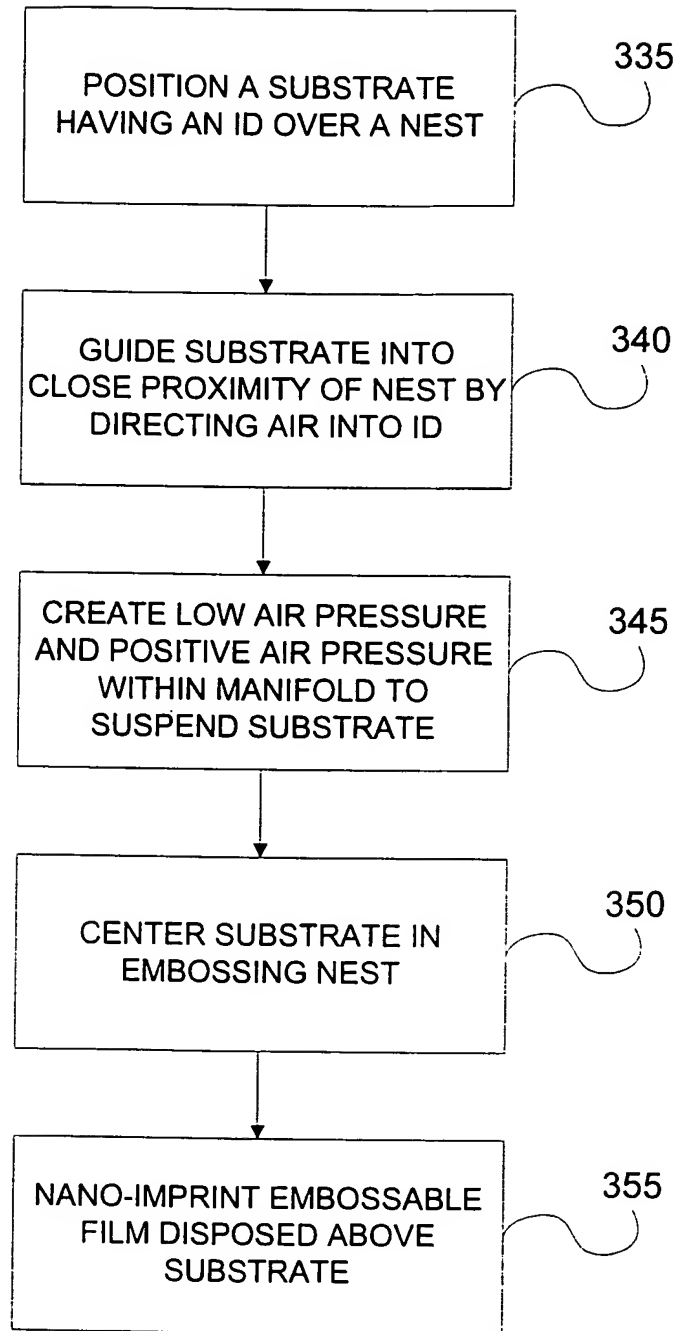 POSITION A SUBSTRATE
HAVING AN ID OVER A NEST
335
GUIDE SUBSTRATE INTO
CLOSE PROXIMITY OF NEST BY
DIRECTING AIR INTO ID
340
CREATE LOW AIR PRESSURE
AND POSITIVE AIR PRESSURE
WITHIN MANIFOLD TO
SUSPEND SUBSTRATE
345
CENTER SUBSTRATE IN
EMBOSSING NEST
350
NANO-IMPRINT EMBOSSABLE
FILM DISPOSED ABOVE
SUBSTRATE
355